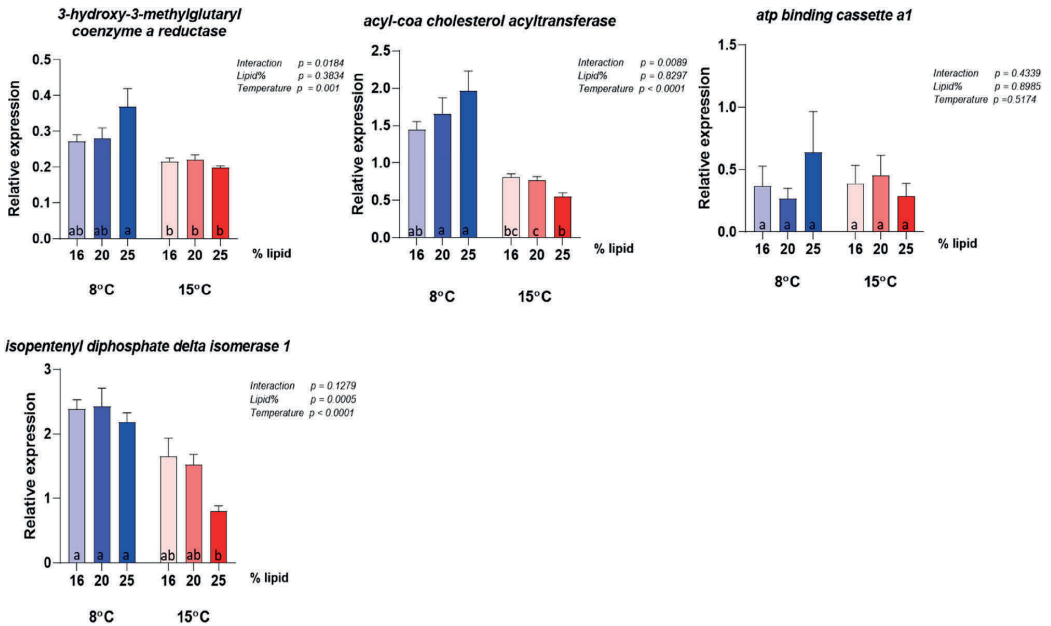 3-hydroxy-3-methylglutaryl
coenzyme a reductase
Relative expression
0.5
0.4
0.3
0.2
0.1
0.0
Interaction p = 0.0184
Lipid% p = 0.3834
Temperature p = 0.001
ab ab a b b b
16 20 25 16 20 25 % lipid
8°C 15°C
acyl-coa cholesterol acyltransferase
Relative expression
2.5
2.0
1.5
1.0
0.5
0.0
Interaction p = 0.0089
Lipid% p = 0.8297
Temperature p < 0.0001
ab a a bc c b
16 20 25 16 20 25 % lipid
8°C 15°C
atp binding cassette a1
Relative expression
1.5
1.0
0.5
0.0
Interaction p = 0.4339
Lipid% p = 0.8985
Temperature p =0.5174
a a a a a a
16 20 25 16 20 25 % lipid
8°C 15°C
isopentenyl diphosphate delta isomerase 1
Relative expression
3
2
1
0
Interaction p = 0.1279
Lipid% p = 0.0005
Temperature p < 0.0001
a a a ab ab b
16 20 25 16 20 25 % lipid
8°C 15°C